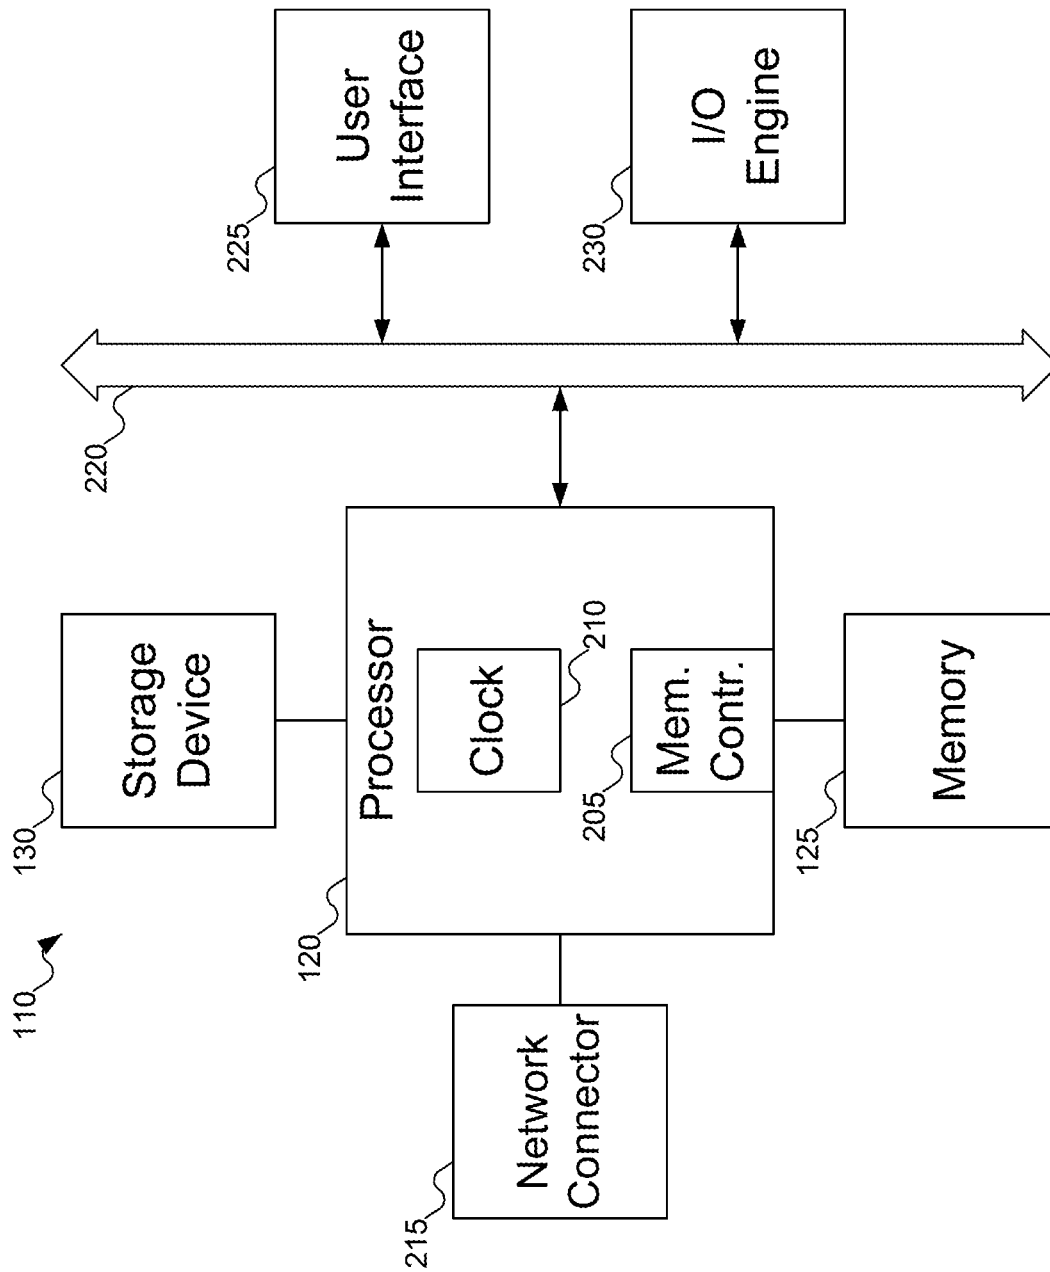 110
130
Storage
Device
120
Processor
Clock
210
205
Mem.
Contr.
125
Memory
215
Network
Connector
220
225
User
Interface
230
I/O
Engine